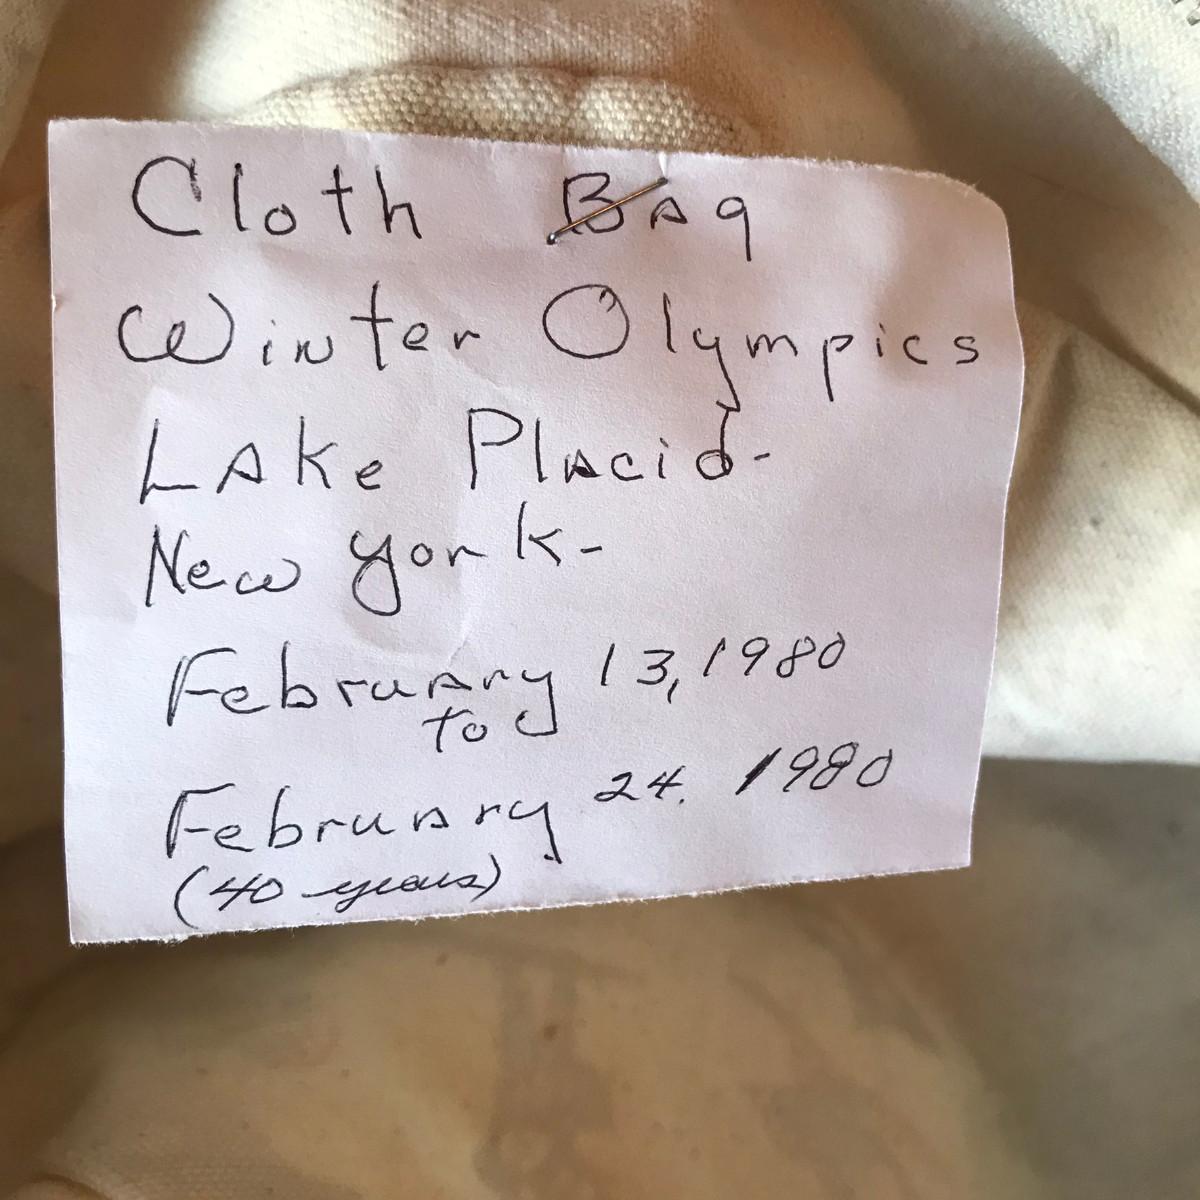 Cloth Bag
Winter Olympics
Lake Placid-
New York-
February 13, 1980
to
February 24. 1980
(40 years)